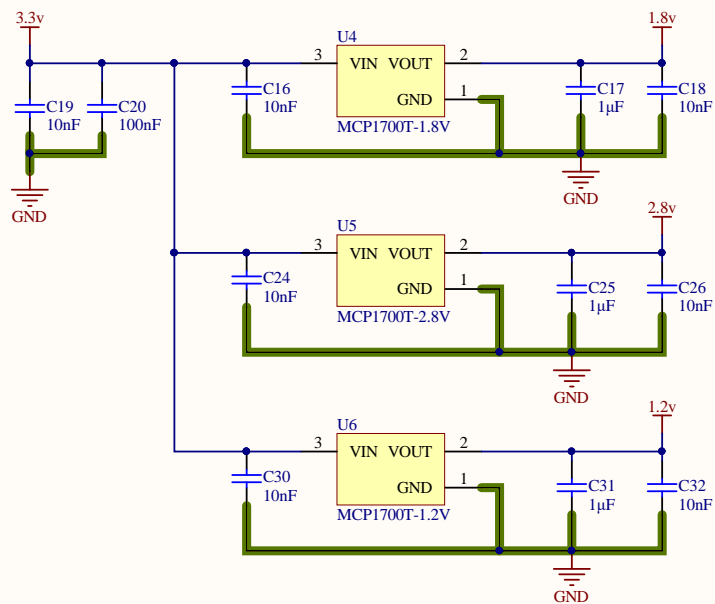 3.3v
1.8v
U4
3 VIN VOUT 2
GND 1
MCP1700T-1.8V
C19
10nF
C20
100nF
C16
10nF
C17
1µF
C18
10nF
GND
GND
2.8v
U5
3 VIN VOUT 2
GND 1
MCP1700T-2.8V
C24
10nF
C25
1µF
C26
10nF
GND
1.2v
U6
3 VIN VOUT 2
GND 1
MCP1700T-1.2V
C30
10nF
C31
1µF
C32
10nF
GND